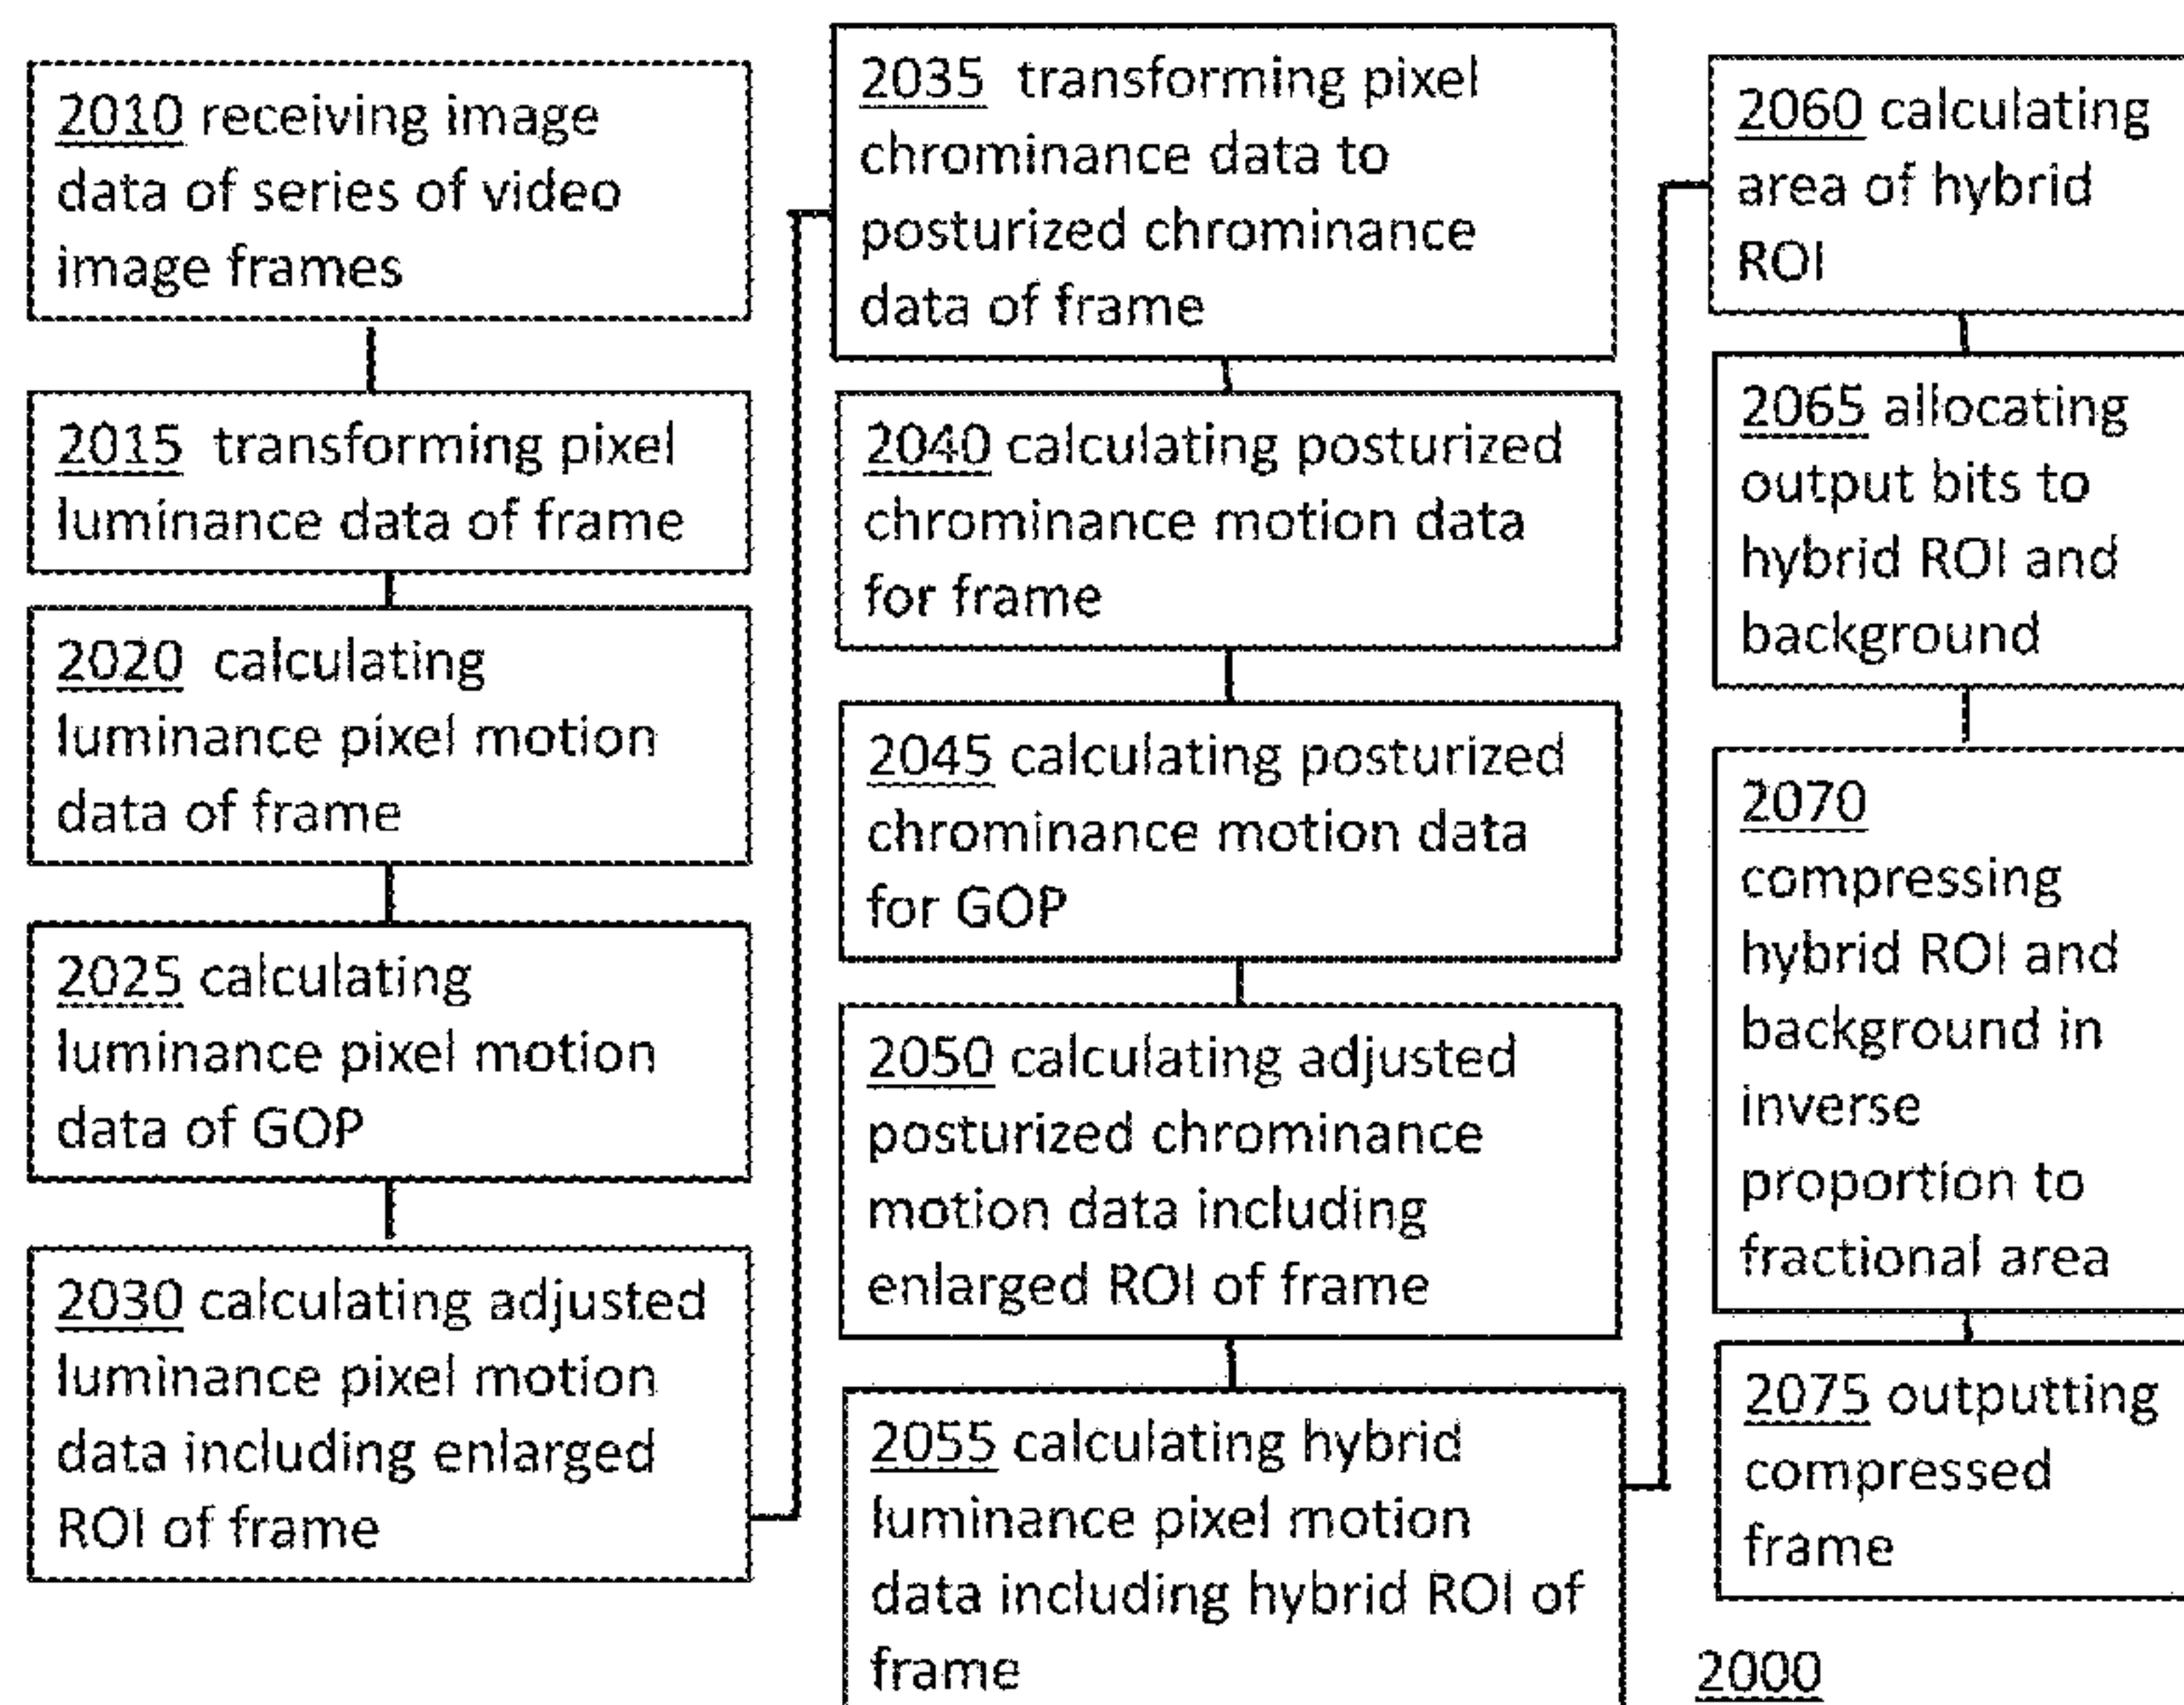 2010 receiving image
data of series of video
image frames
2015 transforming pixel
luminance data of frame
2020 calculating
luminance pixel motion
data of frame
2025 calculating
luminance pixel motion
data of GOP
2030 calculating adjusted
luminance pixel motion
data including enlarged
ROI of frame
2035 transforming pixel
chrominance data to
posturized chrominance
data of frame
2040 calculating posturized
chrominance motion data
for frame
2045 calculating posturized
chrominance motion data
for GOP
2050 calculating adjusted
posturized chrominance
motion data including
enlarged ROI of frame
2055 calculating hybrid
luminance pixel motion
data including hybrid ROI of
frame
2060 calculating
area of hybrid
ROI
2065 allocating
output bits to
hybrid ROI and
background
2070
compressing
hybrid ROI and
background in
inverse
proportion to
fractional area
2075 outputting
compressed
frame
2000